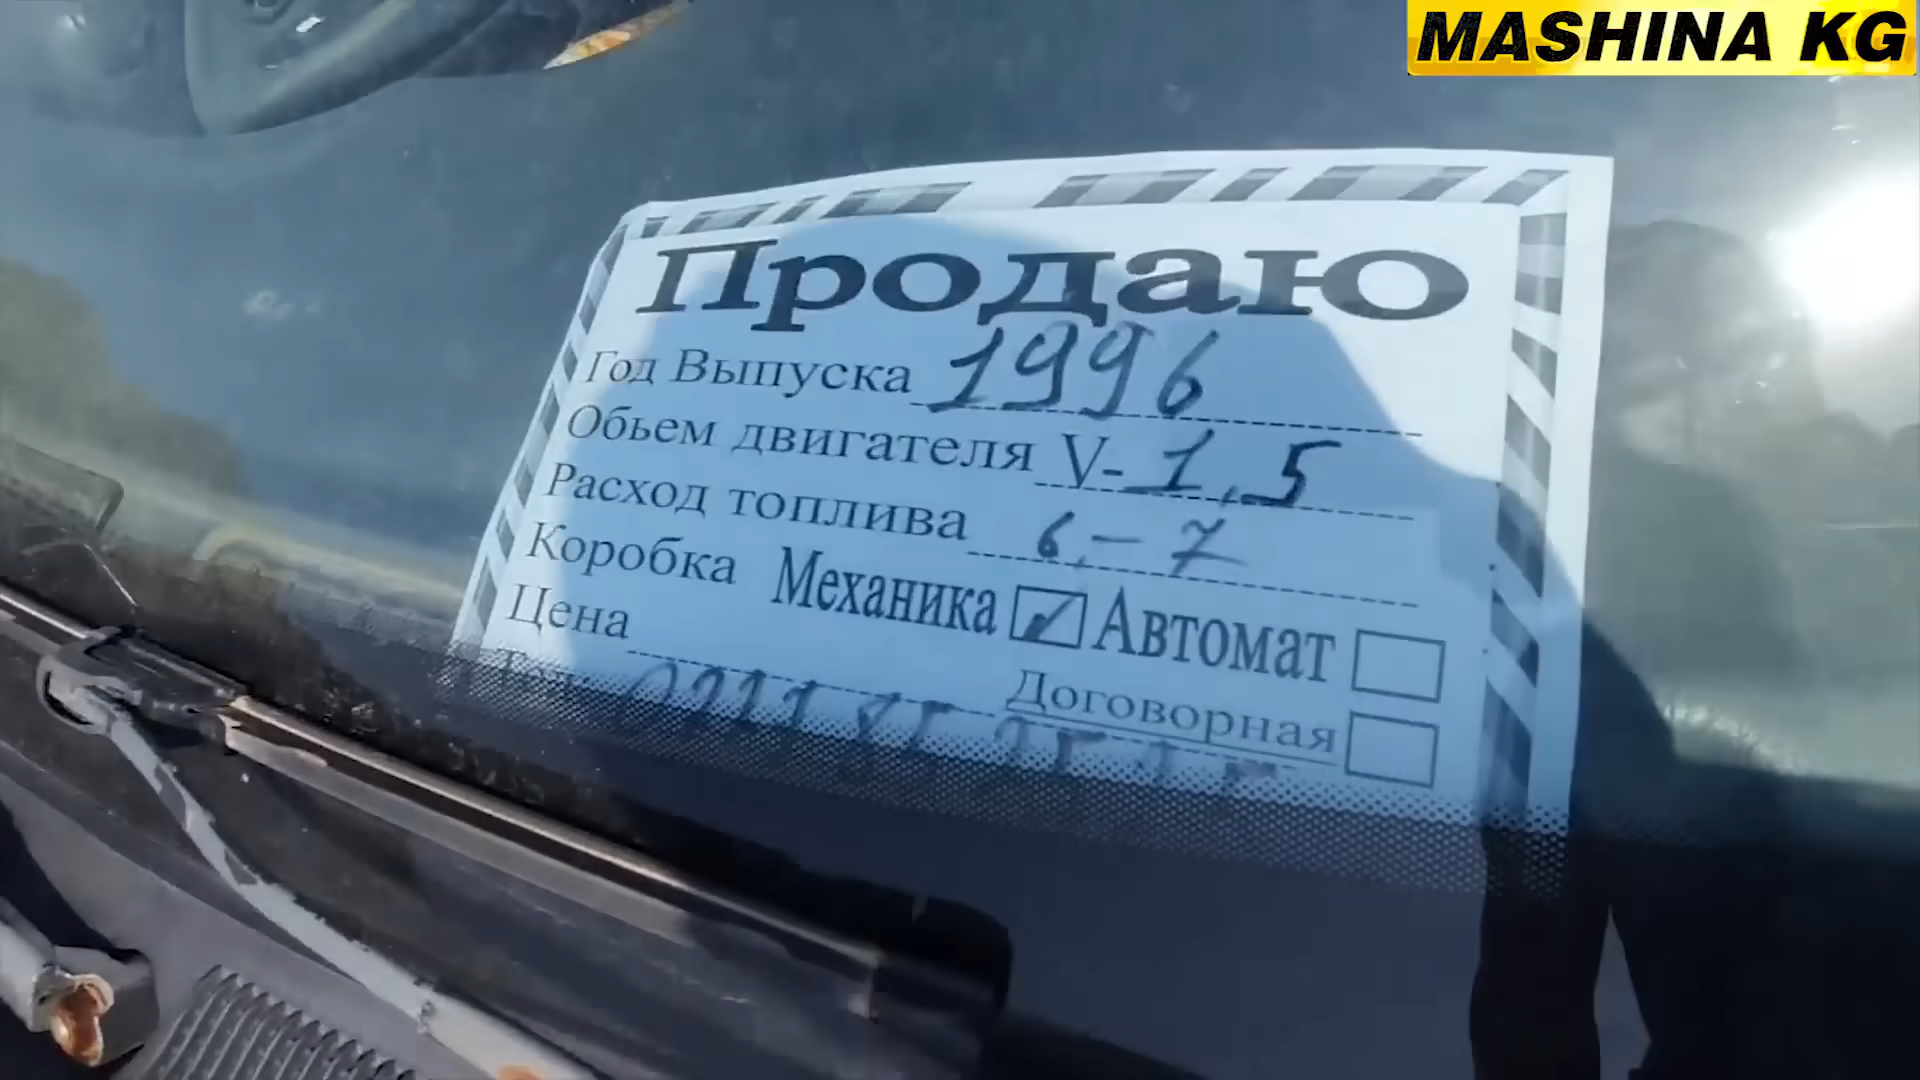 MASHINA KG
Продаю
Год Выпуска 1996
Обьем двигателя V-1,5
Расход топлива 6-7
Коробка Механика Автомат
Цена
Договорная